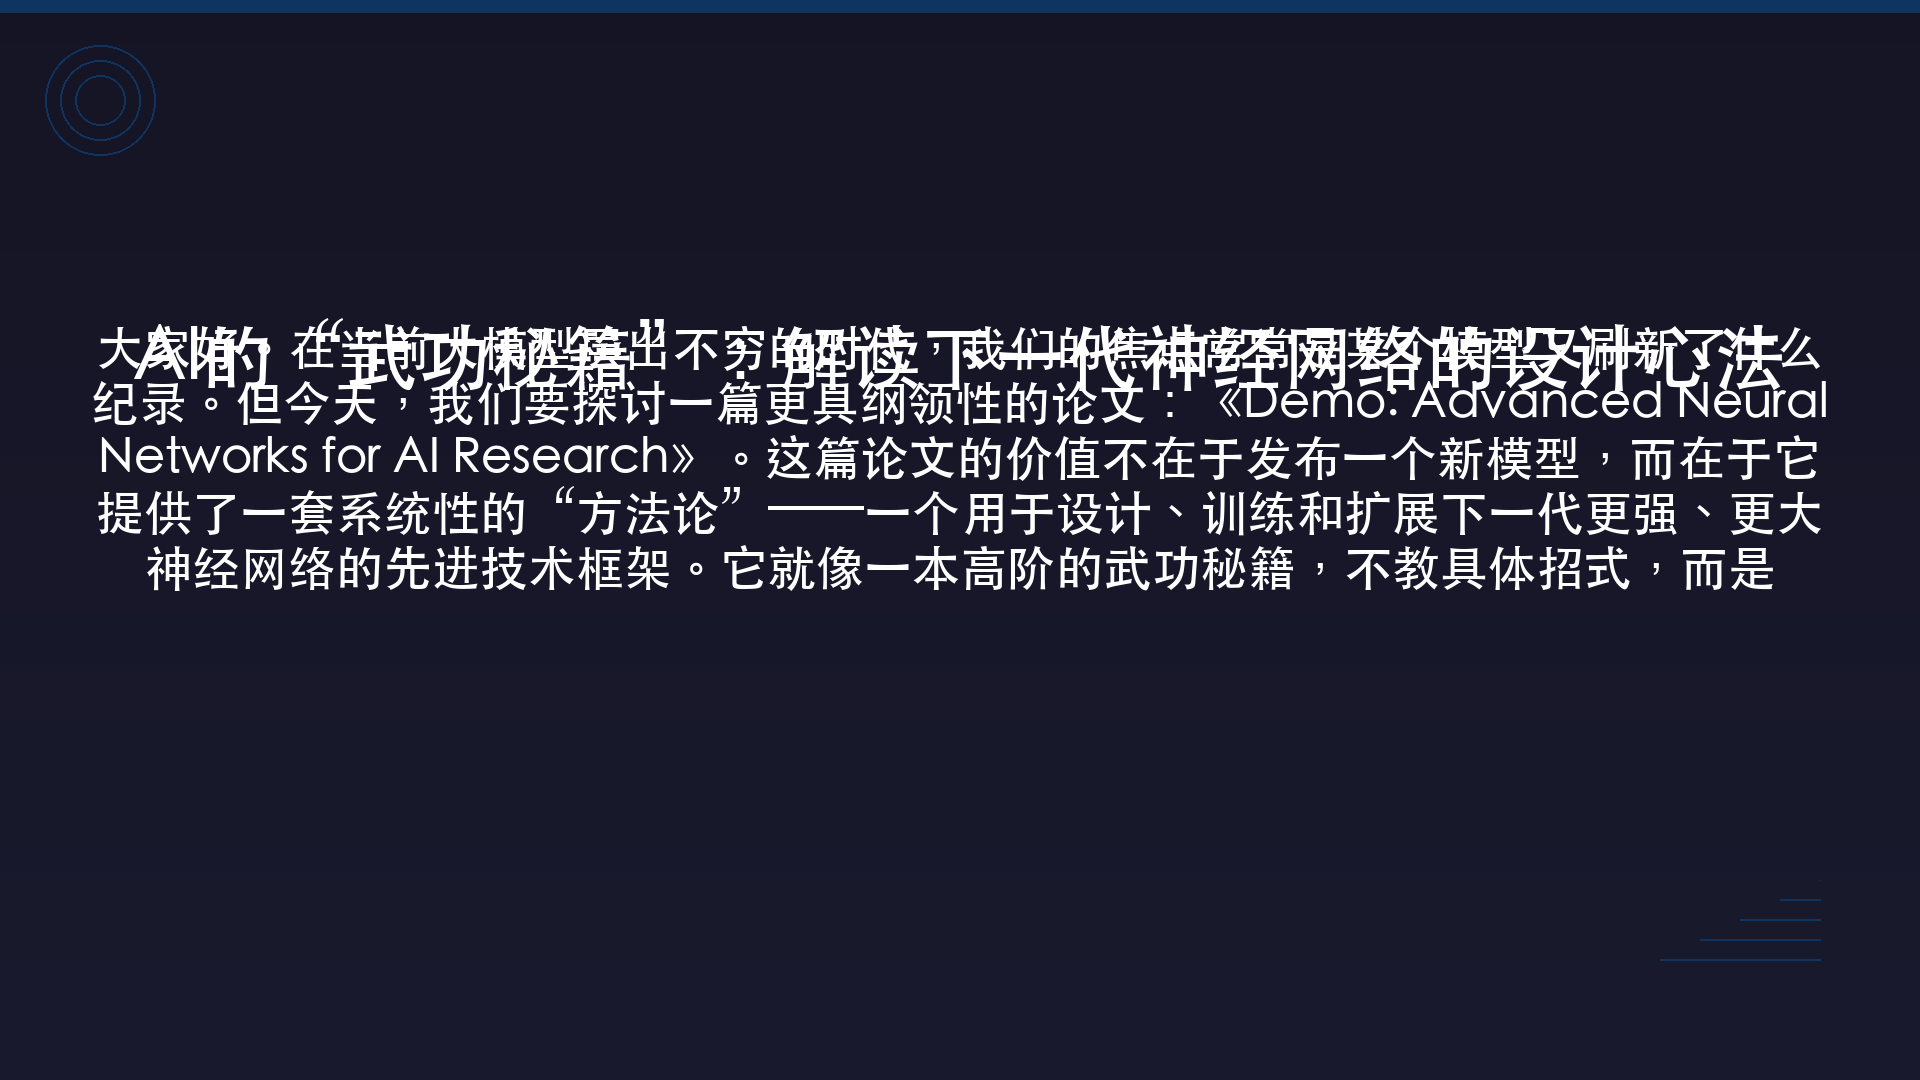 AI的“武功秘籍”：解读下一代神经网络的设计心法
大家好。在当前大模型层出不穷的时代，我们的焦点常常是某个模型又刷新了什么
纪录。但今天，我们要探讨一篇更具纲领性的论文：《Demo: Advanced Neural
Networks for AI Research》。这篇论文的价值不在于发布一个新模型，而在于它
提供了一套系统性的“方法论”——一个用于设计、训练和扩展下一代更强、更大
神经网络的先进技术框架。它就像一本高阶的武功秘籍，不教具体招式，而是